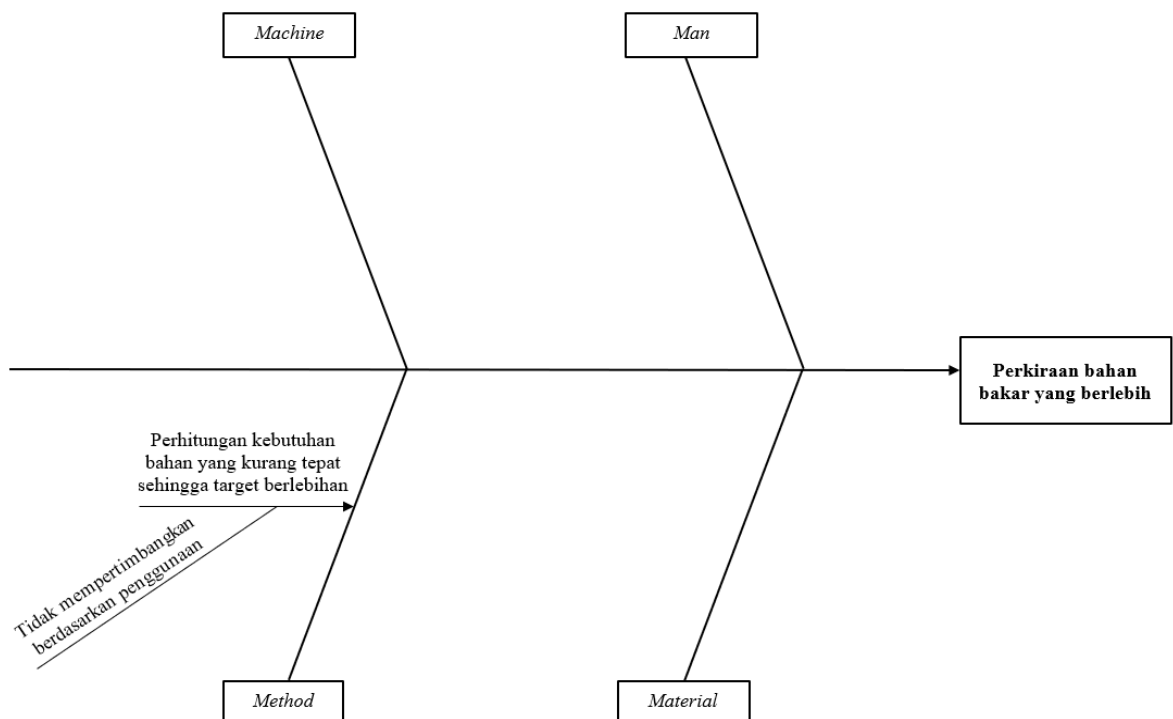 Machine
Man
Perkiraan bahan
bakar yang berlebih
Perhitungan kebutuhan
bahan yang kurang tepat
sehingga target berlebihan
Tidak mempertimbangkan
berdasarkan penggunaan
Method
Material